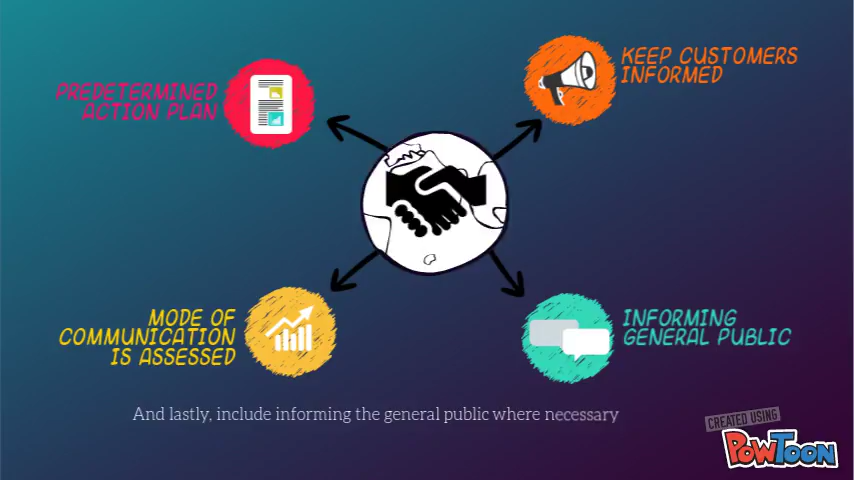 PREDETERMINED
ACTION PLAN
KEEP CUSTOMERS
INFORMED
MODE OF
COMMUNICATION
IS ASSESSED
INFORMING
GENERAL PUBLIC
And lastly, include informing the general public where necessary
CREATED USING
POWTOON